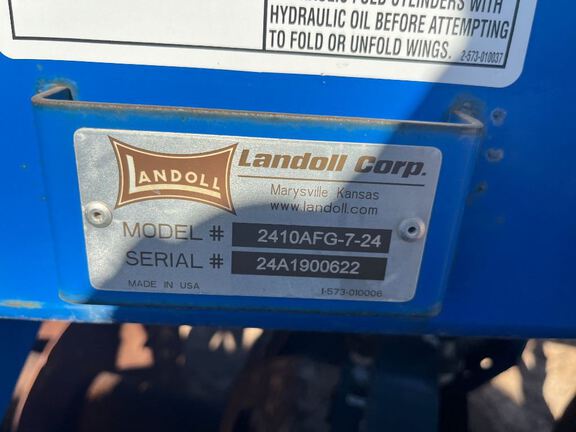 HYDRAULIC OIL BEFORE ATTEMPTING
TO FOLD OR UNFOLD WINGS.
2-573-010037
LANDOLL
Landoll Corp.
Marysville Kansas
www.landoll.com
MODEL # 2410AFG-7-24
SERIAL # 24A1900622
MADE IN USA
1-573-010006